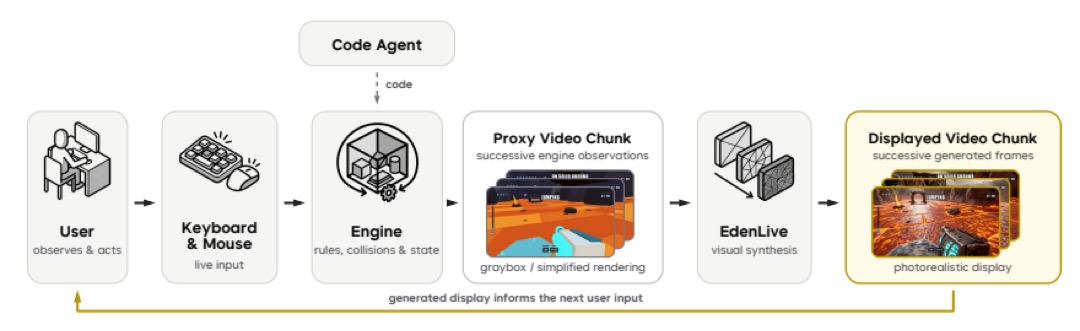 Code Agent
code
User
observes & acts
Keyboard
& Mouse
live input
Engine
rules, collisions & state
Proxy Video Chunk
successive engine observations
graybox / simplified rendering
EdenLive
visual synthesis
Displayed Video Chunk
successive generated frames
photorealistic display
generated display informs the next user input